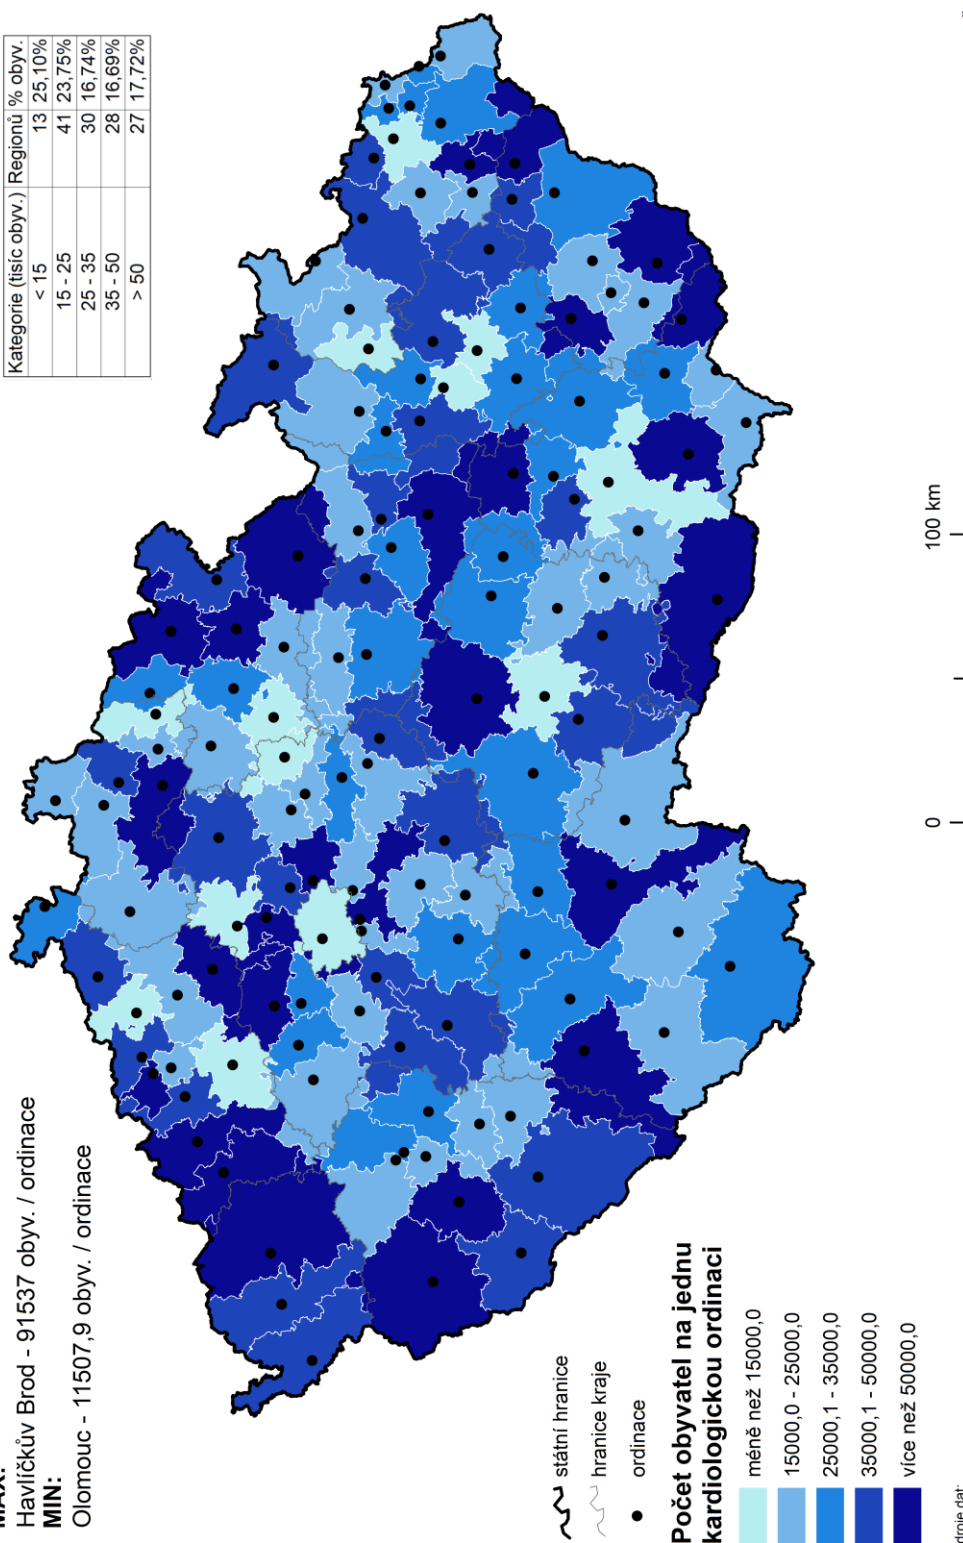 MAX:
Havlíčkův Brod - 91537 obyv. / ordinace
MIN:
Olomouc - 11507,9 obyv. / ordinace
Kategorie (tisíc obyv.) Regionů % obyv.
< 15 13 25,10%
15 - 25 41 23,75%
25 - 35 30 16,74%
35 - 50 28 16,69%
> 50 27 17,72%
státní hranice
hranice kraje
ordinace
Počet obyvatel na jednu
kardiologickou ordinaci
méně než 15000,0
15000,0 - 25000,0
25000,1 - 35000,0
35000,1 - 50000,0
více než 50000,0
0 100 km
droje dat: